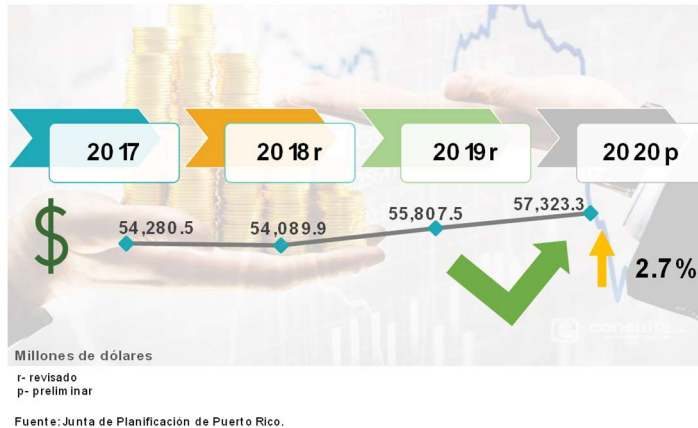 2017 2018r 2019r 2020p
54,280.5 54,089.9 55,807.5 57,323.3
$
2.7%
e-consulta
Millones de dólares
r- revisado
p- preliminar
Fuente: Junta de Planificación de Puerto Rico.